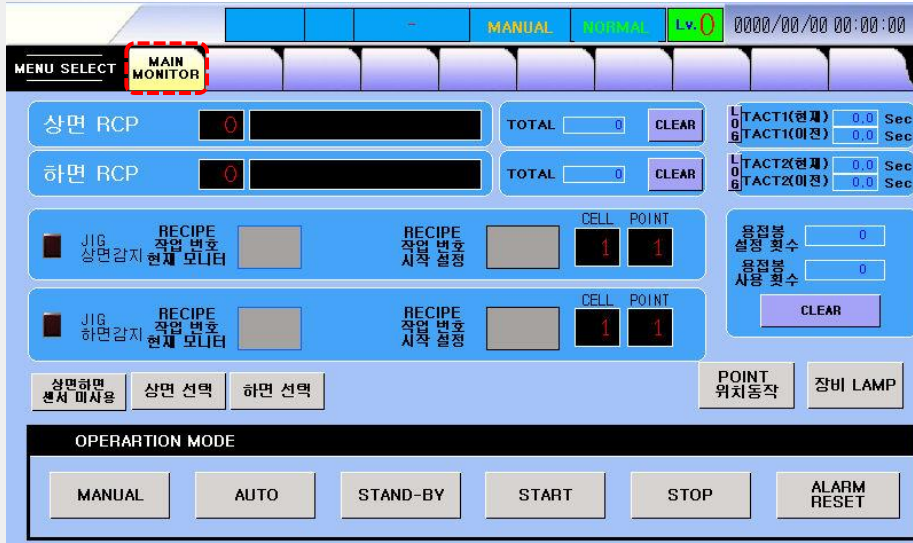 - MANUAL NORMAL Lv. 0 0000/00/00 00:00:00
MENU SELECT MAIN
MONITOR
상면 RCP 0 TOTAL 0 CLEAR
LOG TACT1(현재) 0.0 Sec
TACT1(이전) 0.0 Sec
하면 RCP 0 TOTAL 0 CLEAR
LOG TACT2(현재) 0.0 Sec
TACT2(이전) 0.0 Sec
JIG
상면감지
RECIPE
작업 번호
현재 모니터
RECIPE
작업 번호
시작 설정
CELL POINT
1 1
용접봉
설정 횟수
0
용접봉
사용 횟수
0
CLEAR
JIG
하면감지
RECIPE
작업 번호
현재 모니터
RECIPE
작업 번호
시작 설정
CELL POINT
1 1
상면하면
센서 미사용
상면 선택
하면 선택
POINT
위치동작
장비 LAMP
OPERARTION MODE
MANUAL
AUTO
STAND-BY
START
STOP
ALARM
RESET